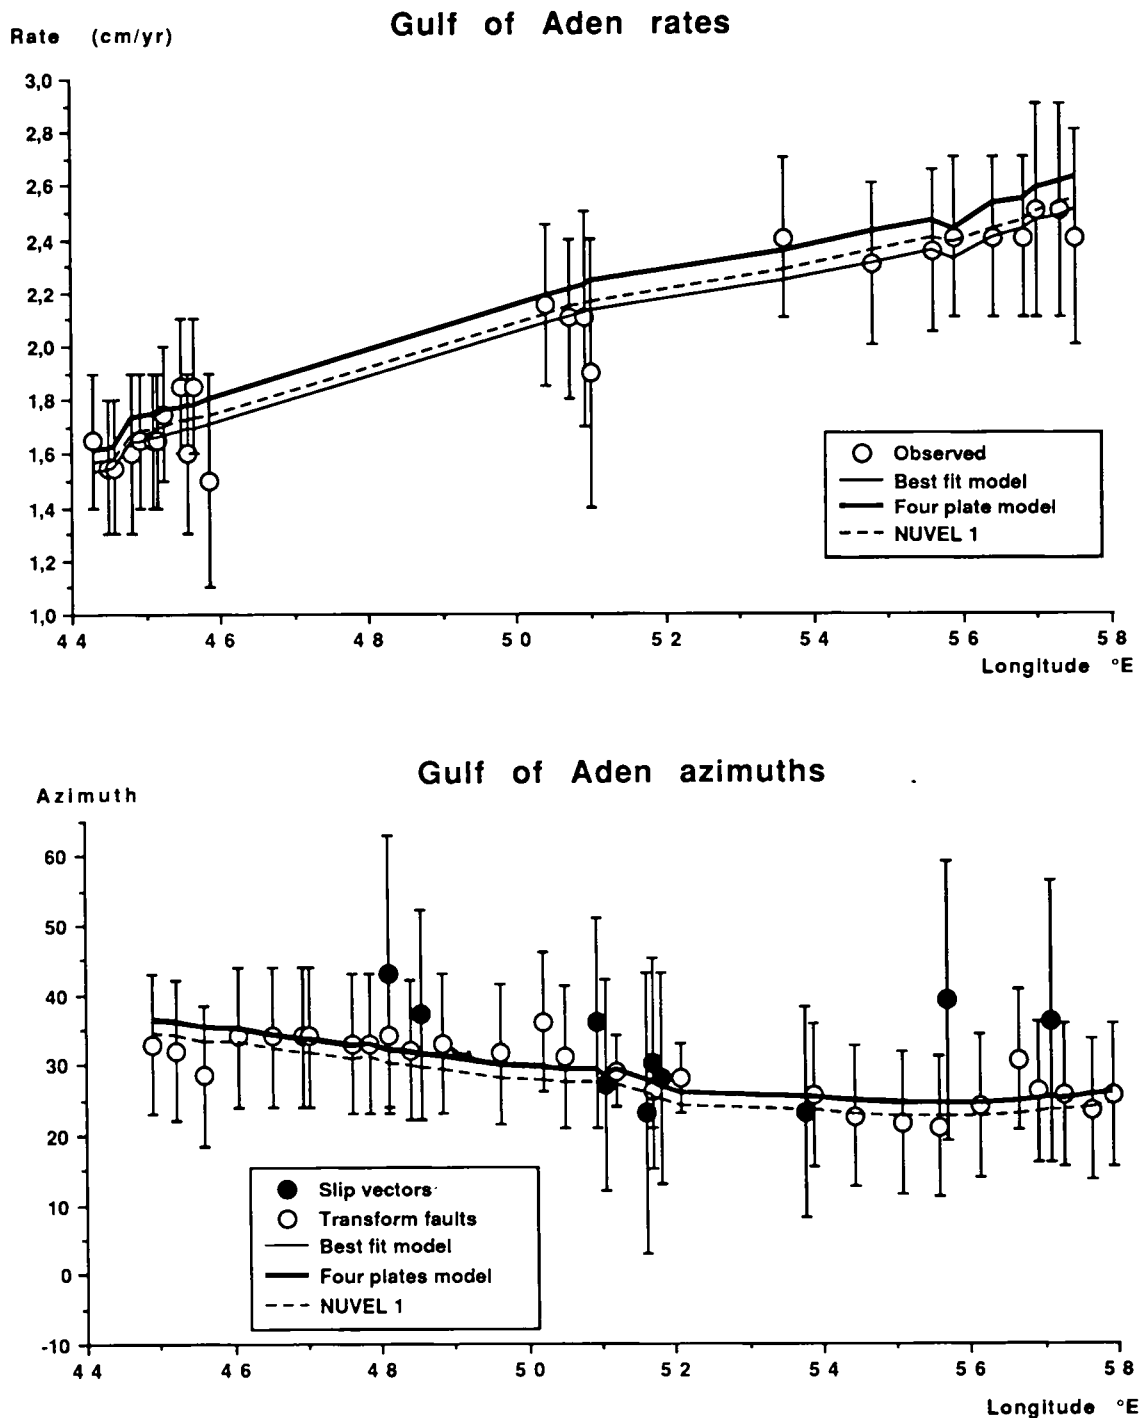 Gulf of Aden rates
Rate (cm/yr)
3,0
2,8
2,6
2,4
2,2
2,0
1,8
1,6
1,4
1,2
1,0
44 46 48 50 52 54 56 58
Longitude °E
Observed
Best fit model
Four plate model
NUVEL 1
Gulf of Aden azimuths
Azimuth
60
50
40
30
20
10
0
-10
44 46 48 50 52 54 56 58
Longitude °E
Slip vectors
Transform faults
Best fit model
Four plates model
NUVEL 1